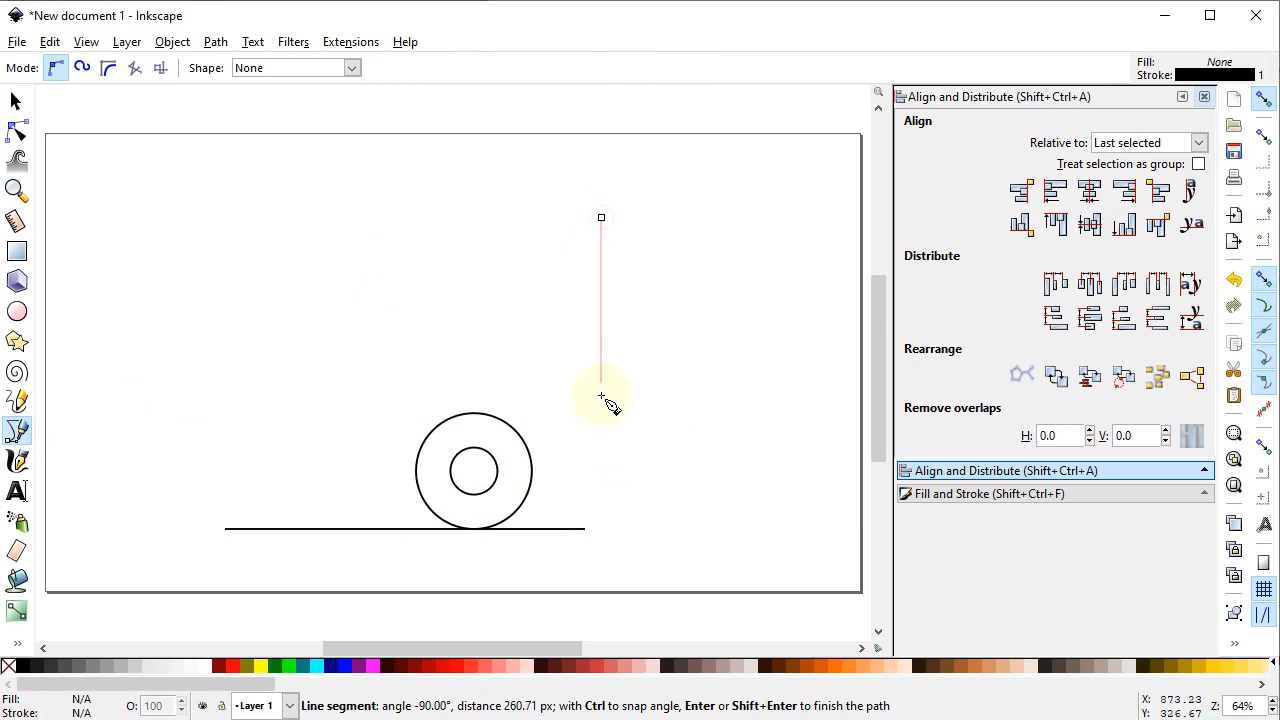 *New document 1 - Inkscape
File Edit View Layer Object Path Text Filters Extensions Help
Mode: Shape: None
Fill: None
Stroke: 1
Align and Distribute (Shift+Ctrl+A)
Align
Relative to: Last selected
Treat selection as group:
Distribute
Rearrange
Remove overlaps
H: 0.0 V: 0.0
Align and Distribute (Shift+Ctrl+A)
Fill and Stroke (Shift+Ctrl+F)
Fill: N/A
Stroke: N/A
O: 100
Layer 1
Line segment: angle -90.00°, distance 260.71 px; with Ctrl to snap angle, Enter or Shift+Enter to finish the path
X: 873.23
Y: 326.67
Z: 64%